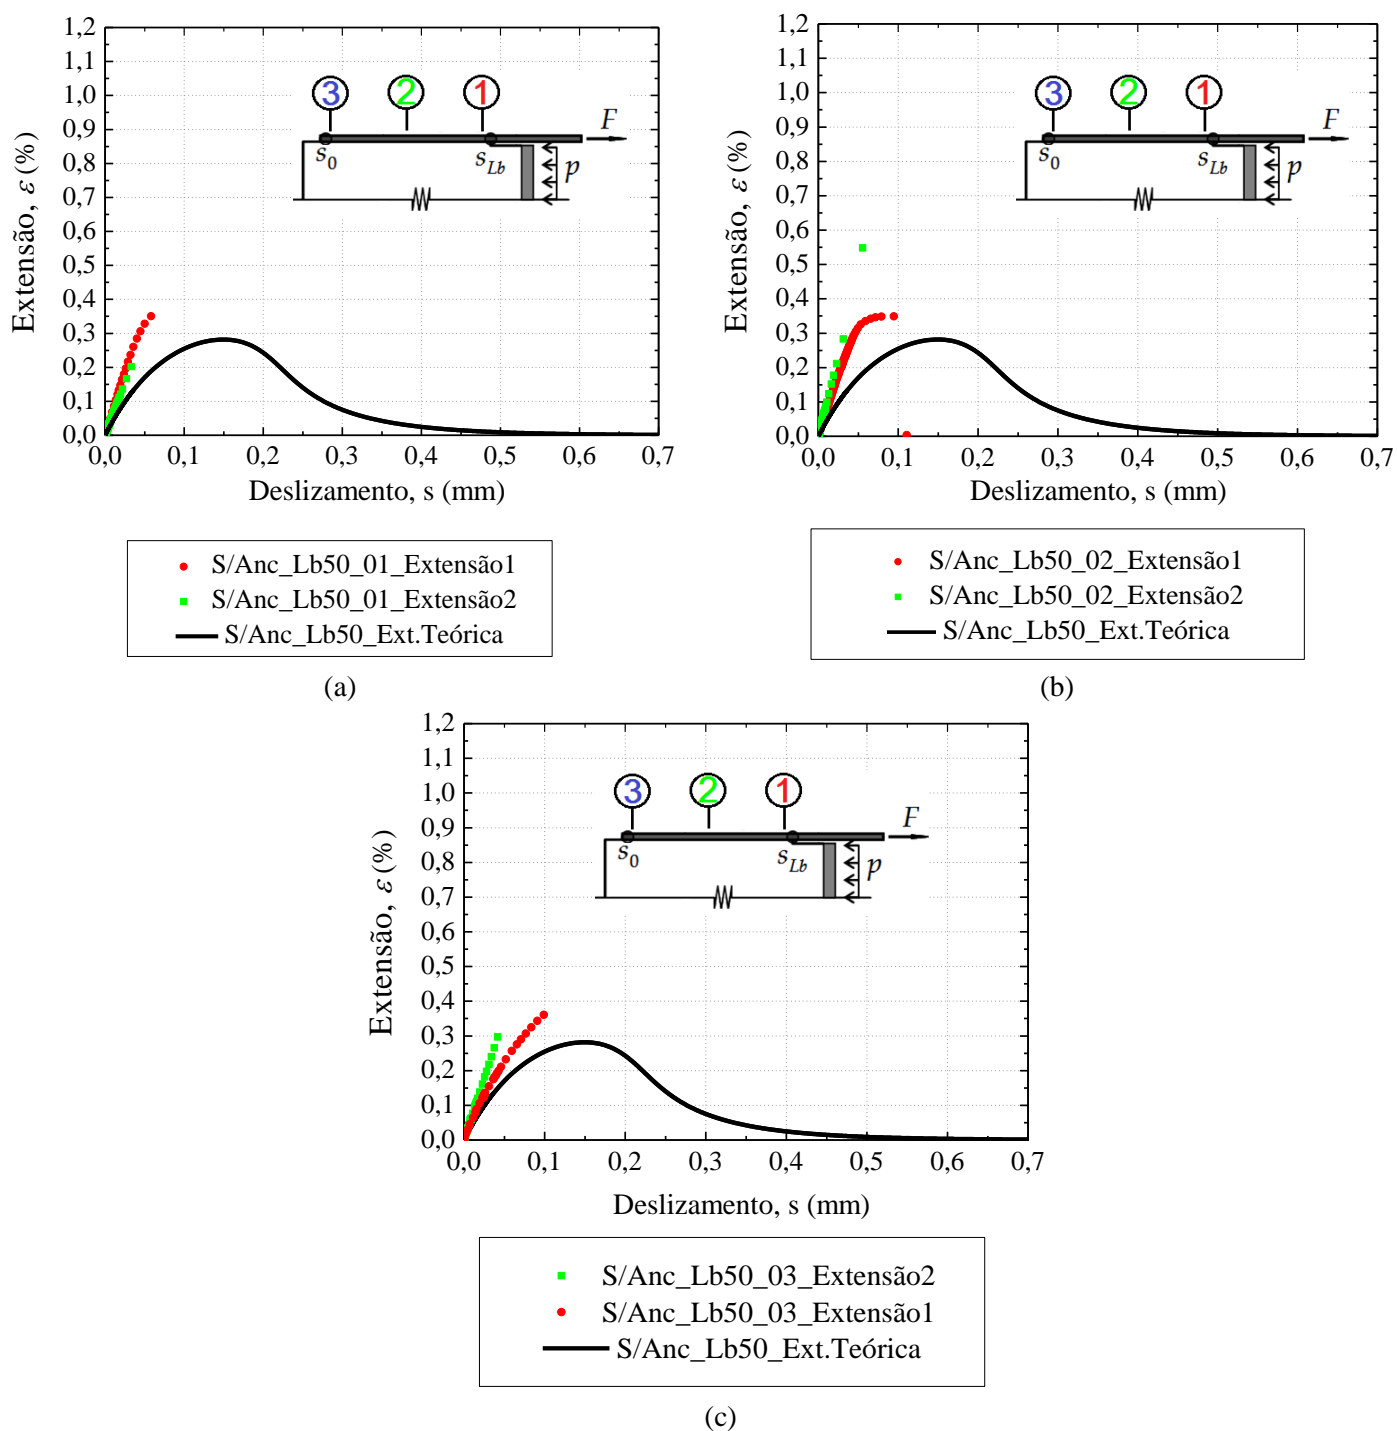 1,2
1,1
1,0
0,9
0,8
0,7
0,6
0,5
0,4
0,3
0,2
0,1
0,0
Extensão, ε (%)
3 2 1
F
s0 sLb p
0,0 0,1 0,2 0,3 0,4 0,5 0,6 0,7
Deslizamento, s (mm)
S/Anc_Lb50_01_Extensão1
S/Anc_Lb50_01_Extensão2
S/Anc_Lb50_Ext.Teórica
(a)
1,2
1,1
1,0
0,9
0,8
0,7
0,6
0,5
0,4
0,3
0,2
0,1
0,0
Extensão, ε (%)
3 2 1
F
s0 sLb p
0,0 0,1 0,2 0,3 0,4 0,5 0,6 0,7
Deslizamento, s (mm)
S/Anc_Lb50_02_Extensão1
S/Anc_Lb50_02_Extensão2
S/Anc_Lb50_Ext.Teórica
(b)
1,2
1,1
1,0
0,9
0,8
0,7
0,6
0,5
0,4
0,3
0,2
0,1
0,0
Extensão, ε (%)
3 2 1
F
s0 sLb p
0,0 0,1 0,2 0,3 0,4 0,5 0,6 0,7
Deslizamento, s (mm)
S/Anc_Lb50_03_Extensão2
S/Anc_Lb50_03_Extensão1
S/Anc_Lb50_Ext.Teórica
(c)